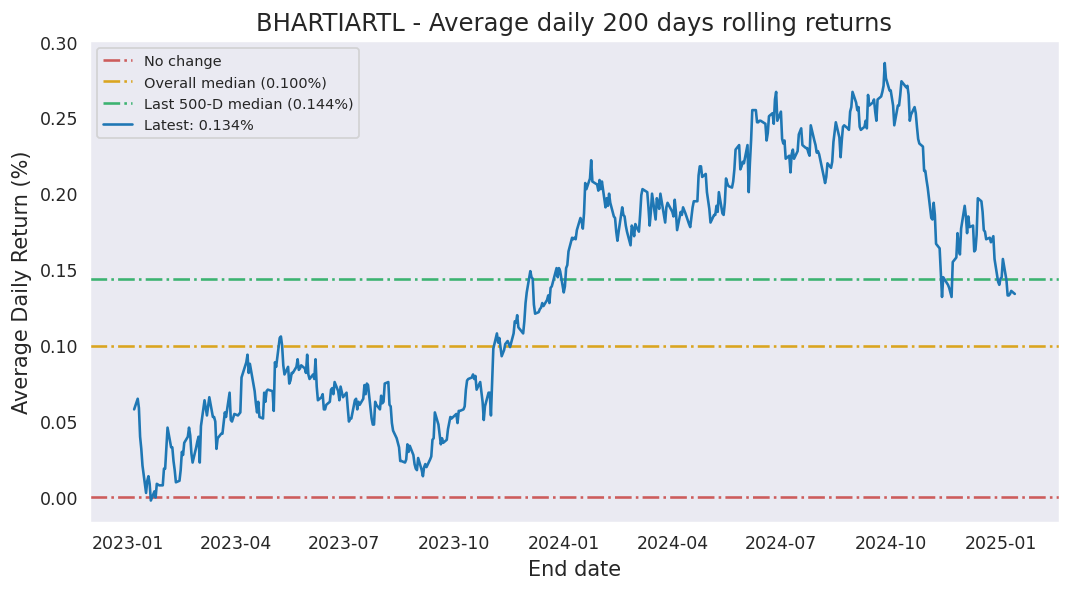 BHARTIARTL - Average daily 200 days rolling returns
No change
Overall median (0.100%)
Last 500-D median (0.144%)
Latest: 0.134%
Average Daily Return (%)
0.30
0.25
0.20
0.15
0.10
0.05
0.00
2023-01 2023-04 2023-07 2023-10 2024-01 2024-04 2024-07 2024-10 2025-01
End date